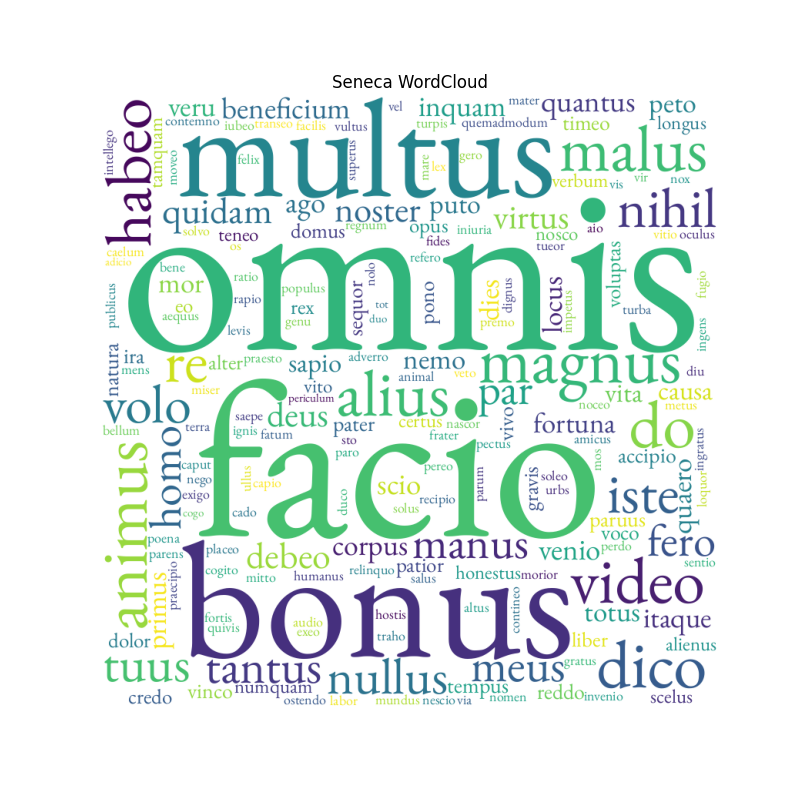 Seneca WordCloud
habeo
intellego
contemno
veru
beneficium
vel
inquam
mater
quantus
peto
iubeo
transeo
facilis
vultus
turpis
quemadmodum
timeo
longus
tamquam
moveo
felix
superus
multus
mare
lex
gero
malus
verbum
vis
vir
nox
quidam
ago
noster
puto
virtus
nihil
solvo
teneo
domus
regnum
opus
iniuria
nosco
aio
vitio
oculus
os
fides
tueor
caelum
adicio
refero
omnis
bene
mor
eo
aequus
ratio
rapio
populus
rex
genu
levis
nolo
sequor
tot
duo
pono
dies
dignus
premo
locus
impetus
voluptas
turba
fugio
ingens
publicus
natura
ira
mens
re
alter
praesto
sapio
adverro
nemo
magnus
diu
miser
vito
periculum
animal
veto
alius
par
vita
causa
metus
volo
saepe
deus
pater
certus
nascor
vivo
nocco
fortuna
amicus
do
bellum
terra
ignis
fatum
sto
frater
pectus
facio
homo
caput
nego
exigo
cogo
paro
pereo
mos
accipio
quaero
ingratus
loquor
animus
ullus
capio
duco
scio
solus
recipio
parum
gravis
soleo
urbs
iste
cado
paruus
poena
parens
placeo
cogito
debeo
corpus
manus
venio
voco
perdo
fero
sentio
primus
praecipio
mitto
humanus
relinquo
patior
salus
honestus
morior
video
bonus
fortis
quivis
audio
exeo
hostis
traho
altus
contineo
totus
itaque
dolor
liber
alienus
tuus
tantus
nullus
meus
gratus
dico
credo
vinco
numquam
ostendo
labor
mundus
tempus
nescio
via
nomen
reddo
invenio
scelus